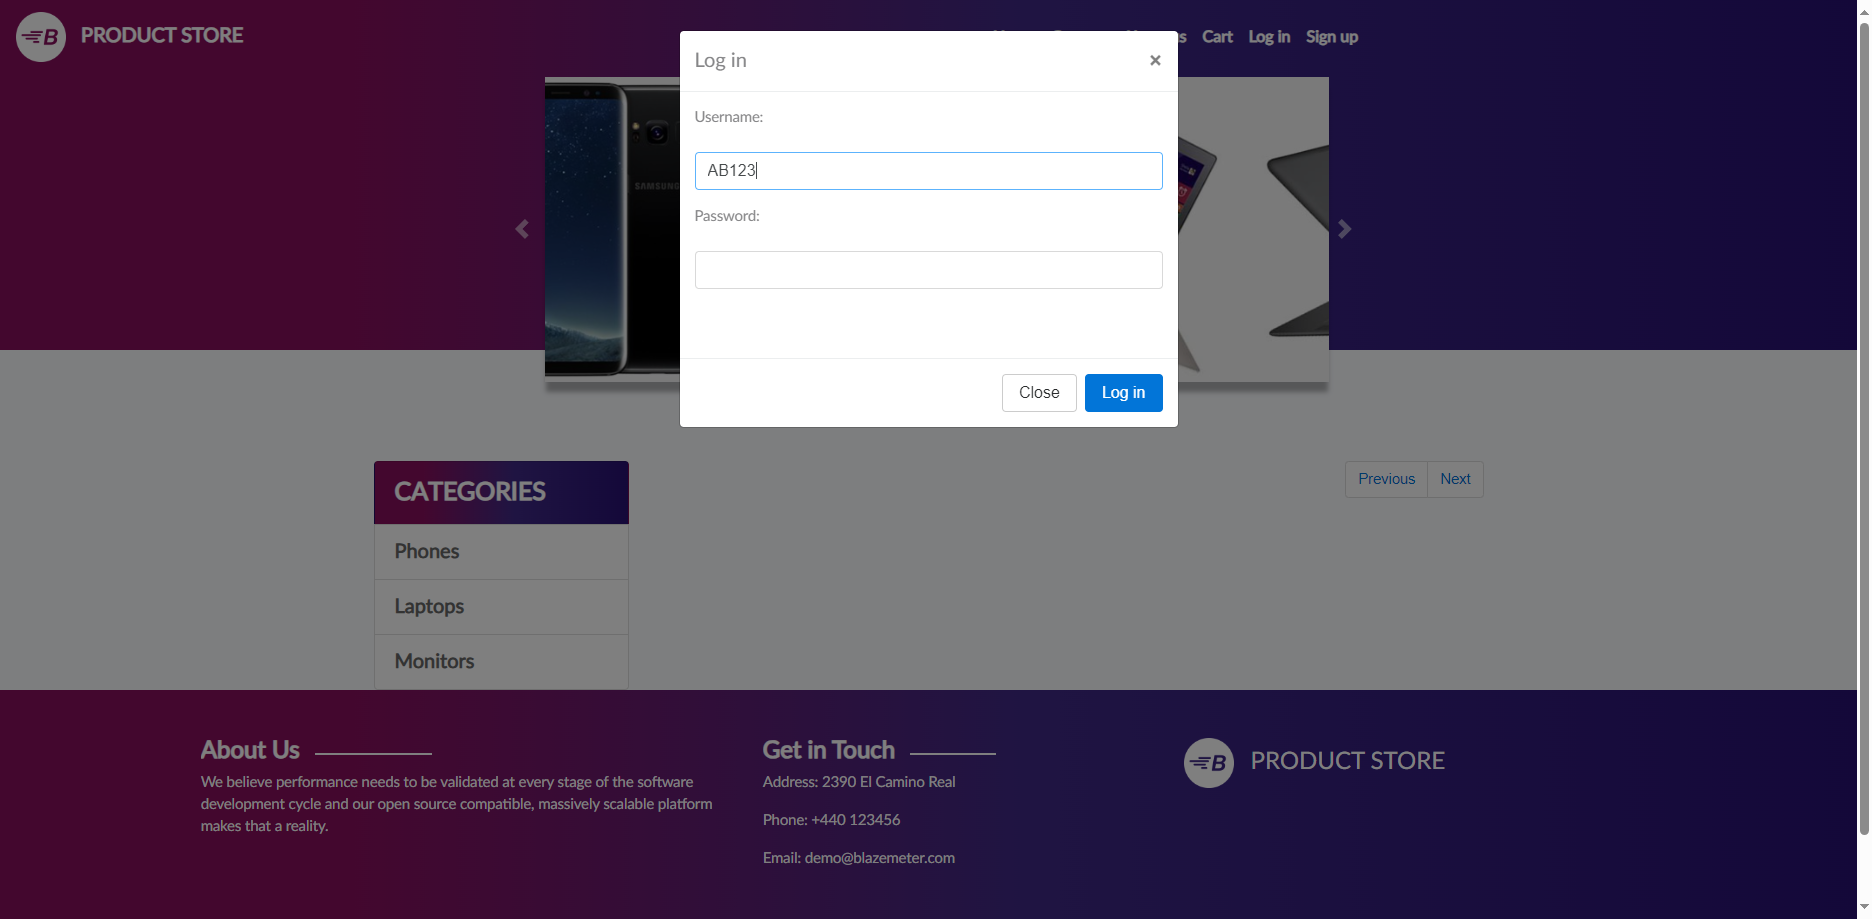 PRODUCT STORE
s Cart Log in Sign up
Log in ×
Username:
AB123
Password:
SAMSUNG
Close Log in
CATEGORIES
Previous Next
Phones
Laptops
Monitors
About Us
We believe performance needs to be validated at every stage of the software
development cycle and our open source compatible, massively scalable platform
makes that a reality.
Get in Touch
Address: 2390 El Camino Real
Phone: +440 123456
Email: demo@blazemeter.com
B PRODUCT STORE